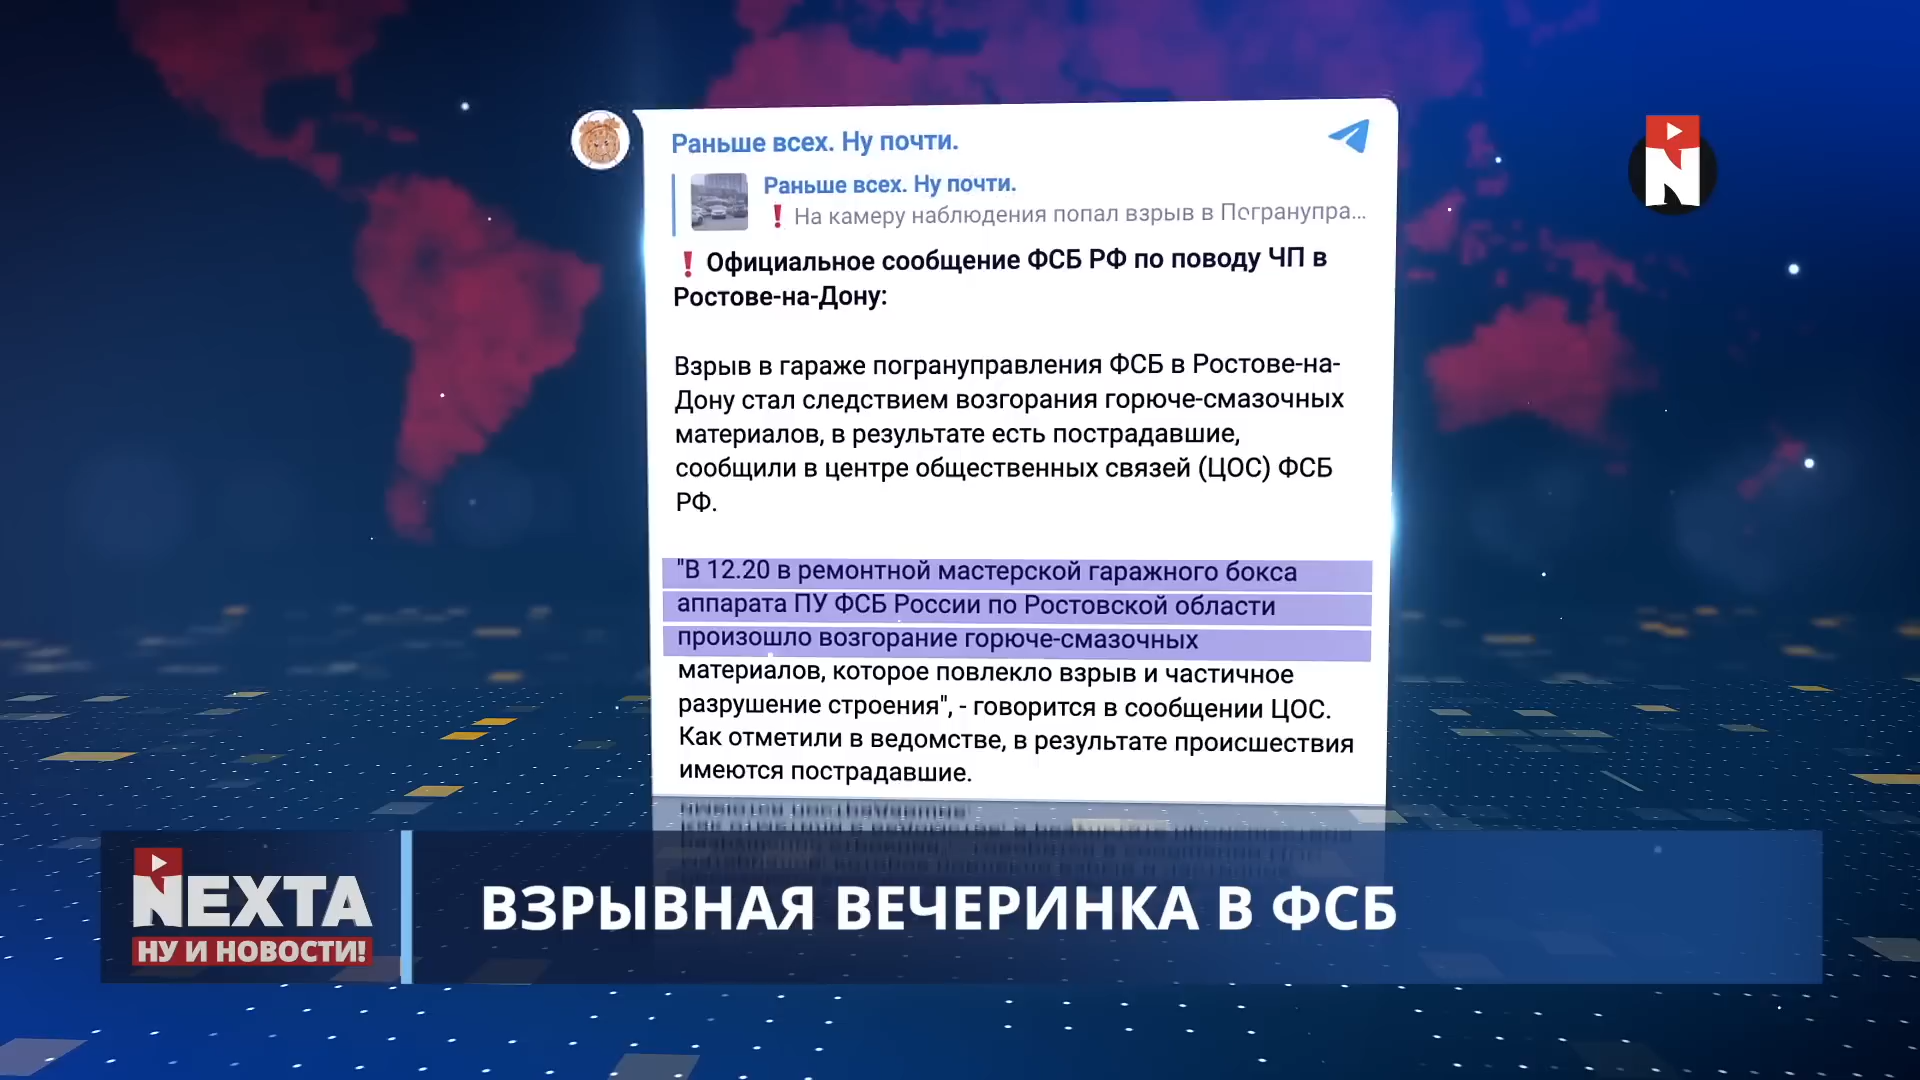 Раньше всех. Ну почти.
Раньше всех. Ну почти.
❗ На камеру наблюдения попал взрыв в Погранупра...
❗ Официальное сообщение ФСБ РФ по поводу ЧП в
Ростове-на-Дону:
Взрыв в гараже погрануправления ФСБ в Ростове-на-
Дону стал следствием возгорания горюче-смазочных
материалов, в результате есть пострадавшие,
сообщили в центре общественных связей (ЦОС) ФСБ
РФ.
"В 12.20 в ремонтной мастерской гаражного бокса
аппарата ПУ ФСБ России по Ростовской области
произошло возгорание горюче-смазочных
материалов, которое повлекло взрыв и частичное
разрушение строения", - говорится в сообщении ЦОС.
Как отметили в ведомстве, в результате происшествия
имеются пострадавшие.
N
NEXTA
НУ И НОВОСТИ!
ВЗРЫВНАЯ ВЕЧЕРИНКА В ФСБ